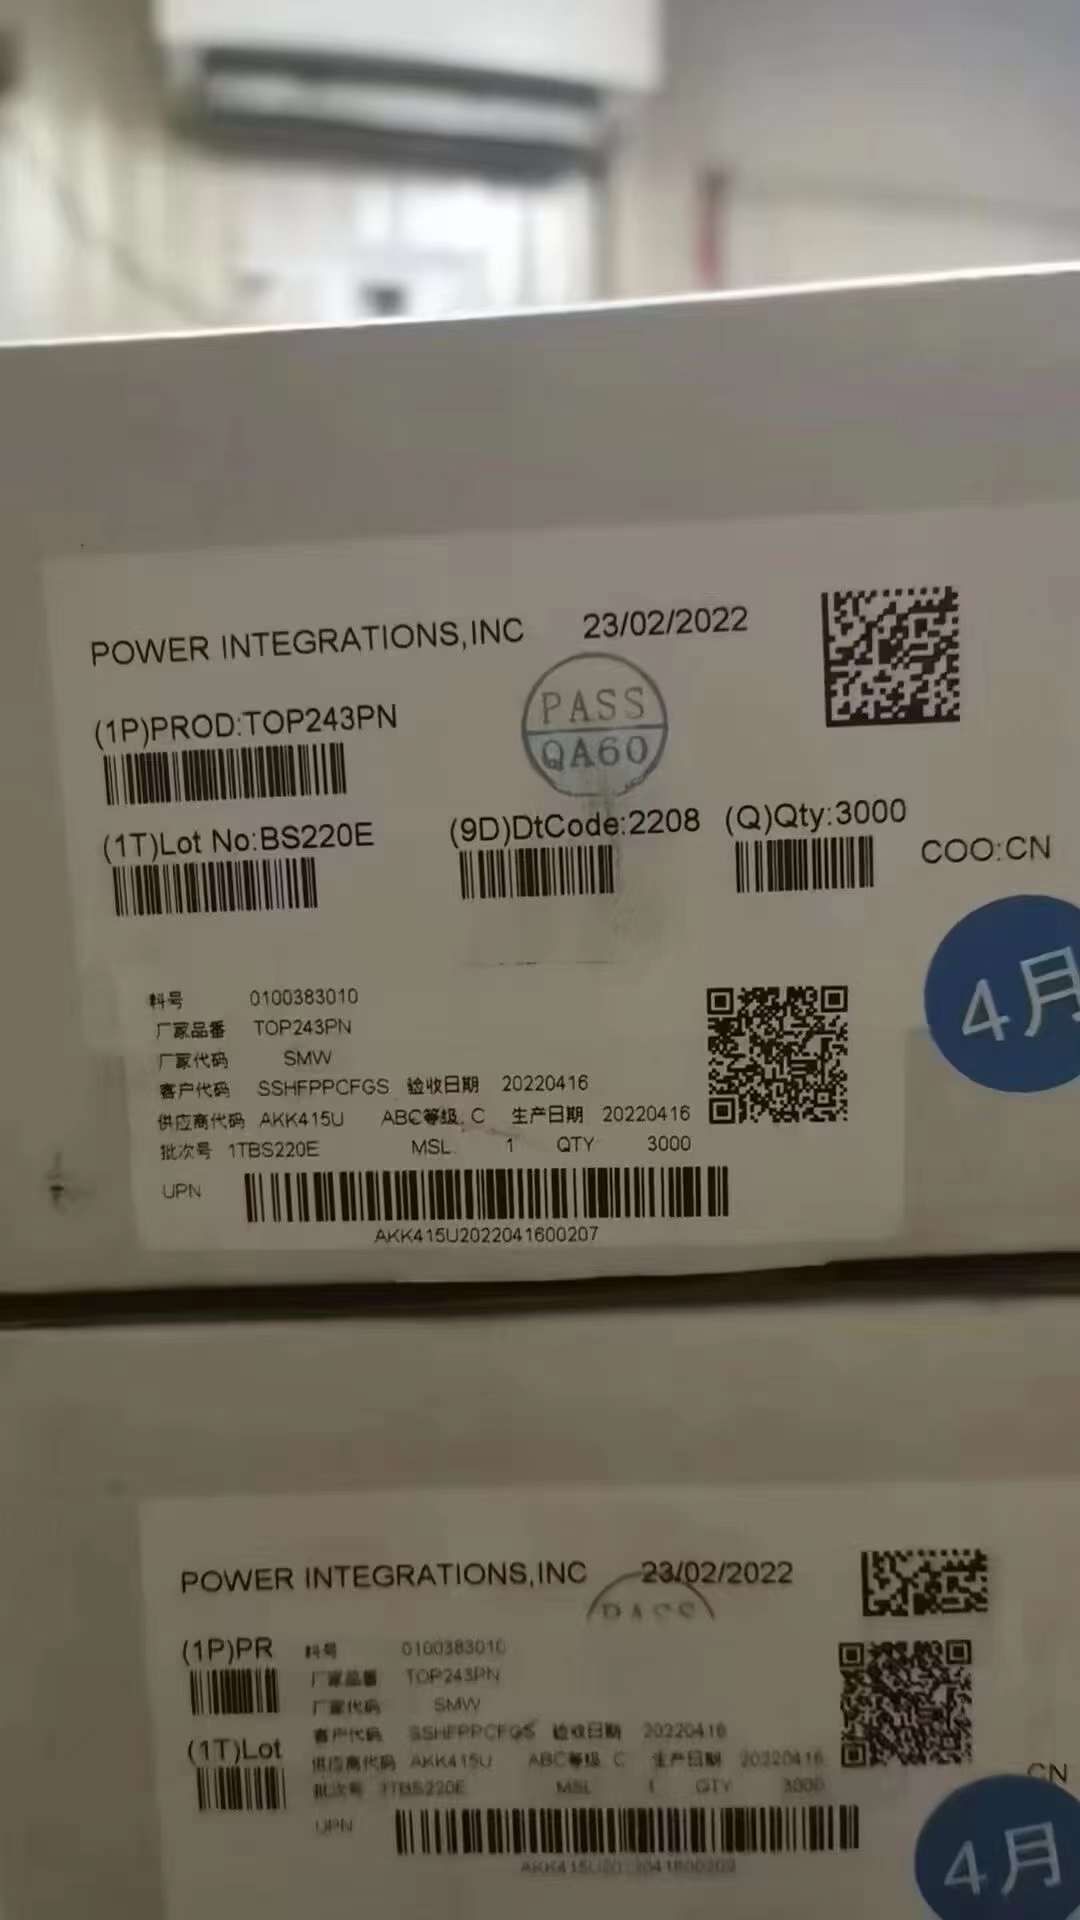 POWER INTEGRATIONS,INC 23/02/2022
PASS
QA60
(1P)PROD:TOP243PN
(1T)Lot No:BS220E (9D)DtCode:2208 (Q)Qty:3000 COO:CN
4月
料号 0100383010
厂家品番 TOP243PN
厂家代码 SMW
客户代码 SSHFPPCFGS 验收日期 20220416
供应商代码 AKK415U ABC等级 C 生产日期 20220416
批次号 1TBS220E MSL 1 QTY 3000
UPN
AKK415U2022041600207
POWER INTEGRATIONS,INC 23/02/2022
PASS
(1P)PR
料号 0100383010
厂家品番 TOP243PN
厂家代码 SMW
客户代码 SSHFPPCFGS 验收日期 20220416
(1T)Lot
供应商代码 AKK415U ABC等级 C 生产日期 20220416
批次号 1TBS220E MSL 1 QTY 3000
CN
UPN
4月